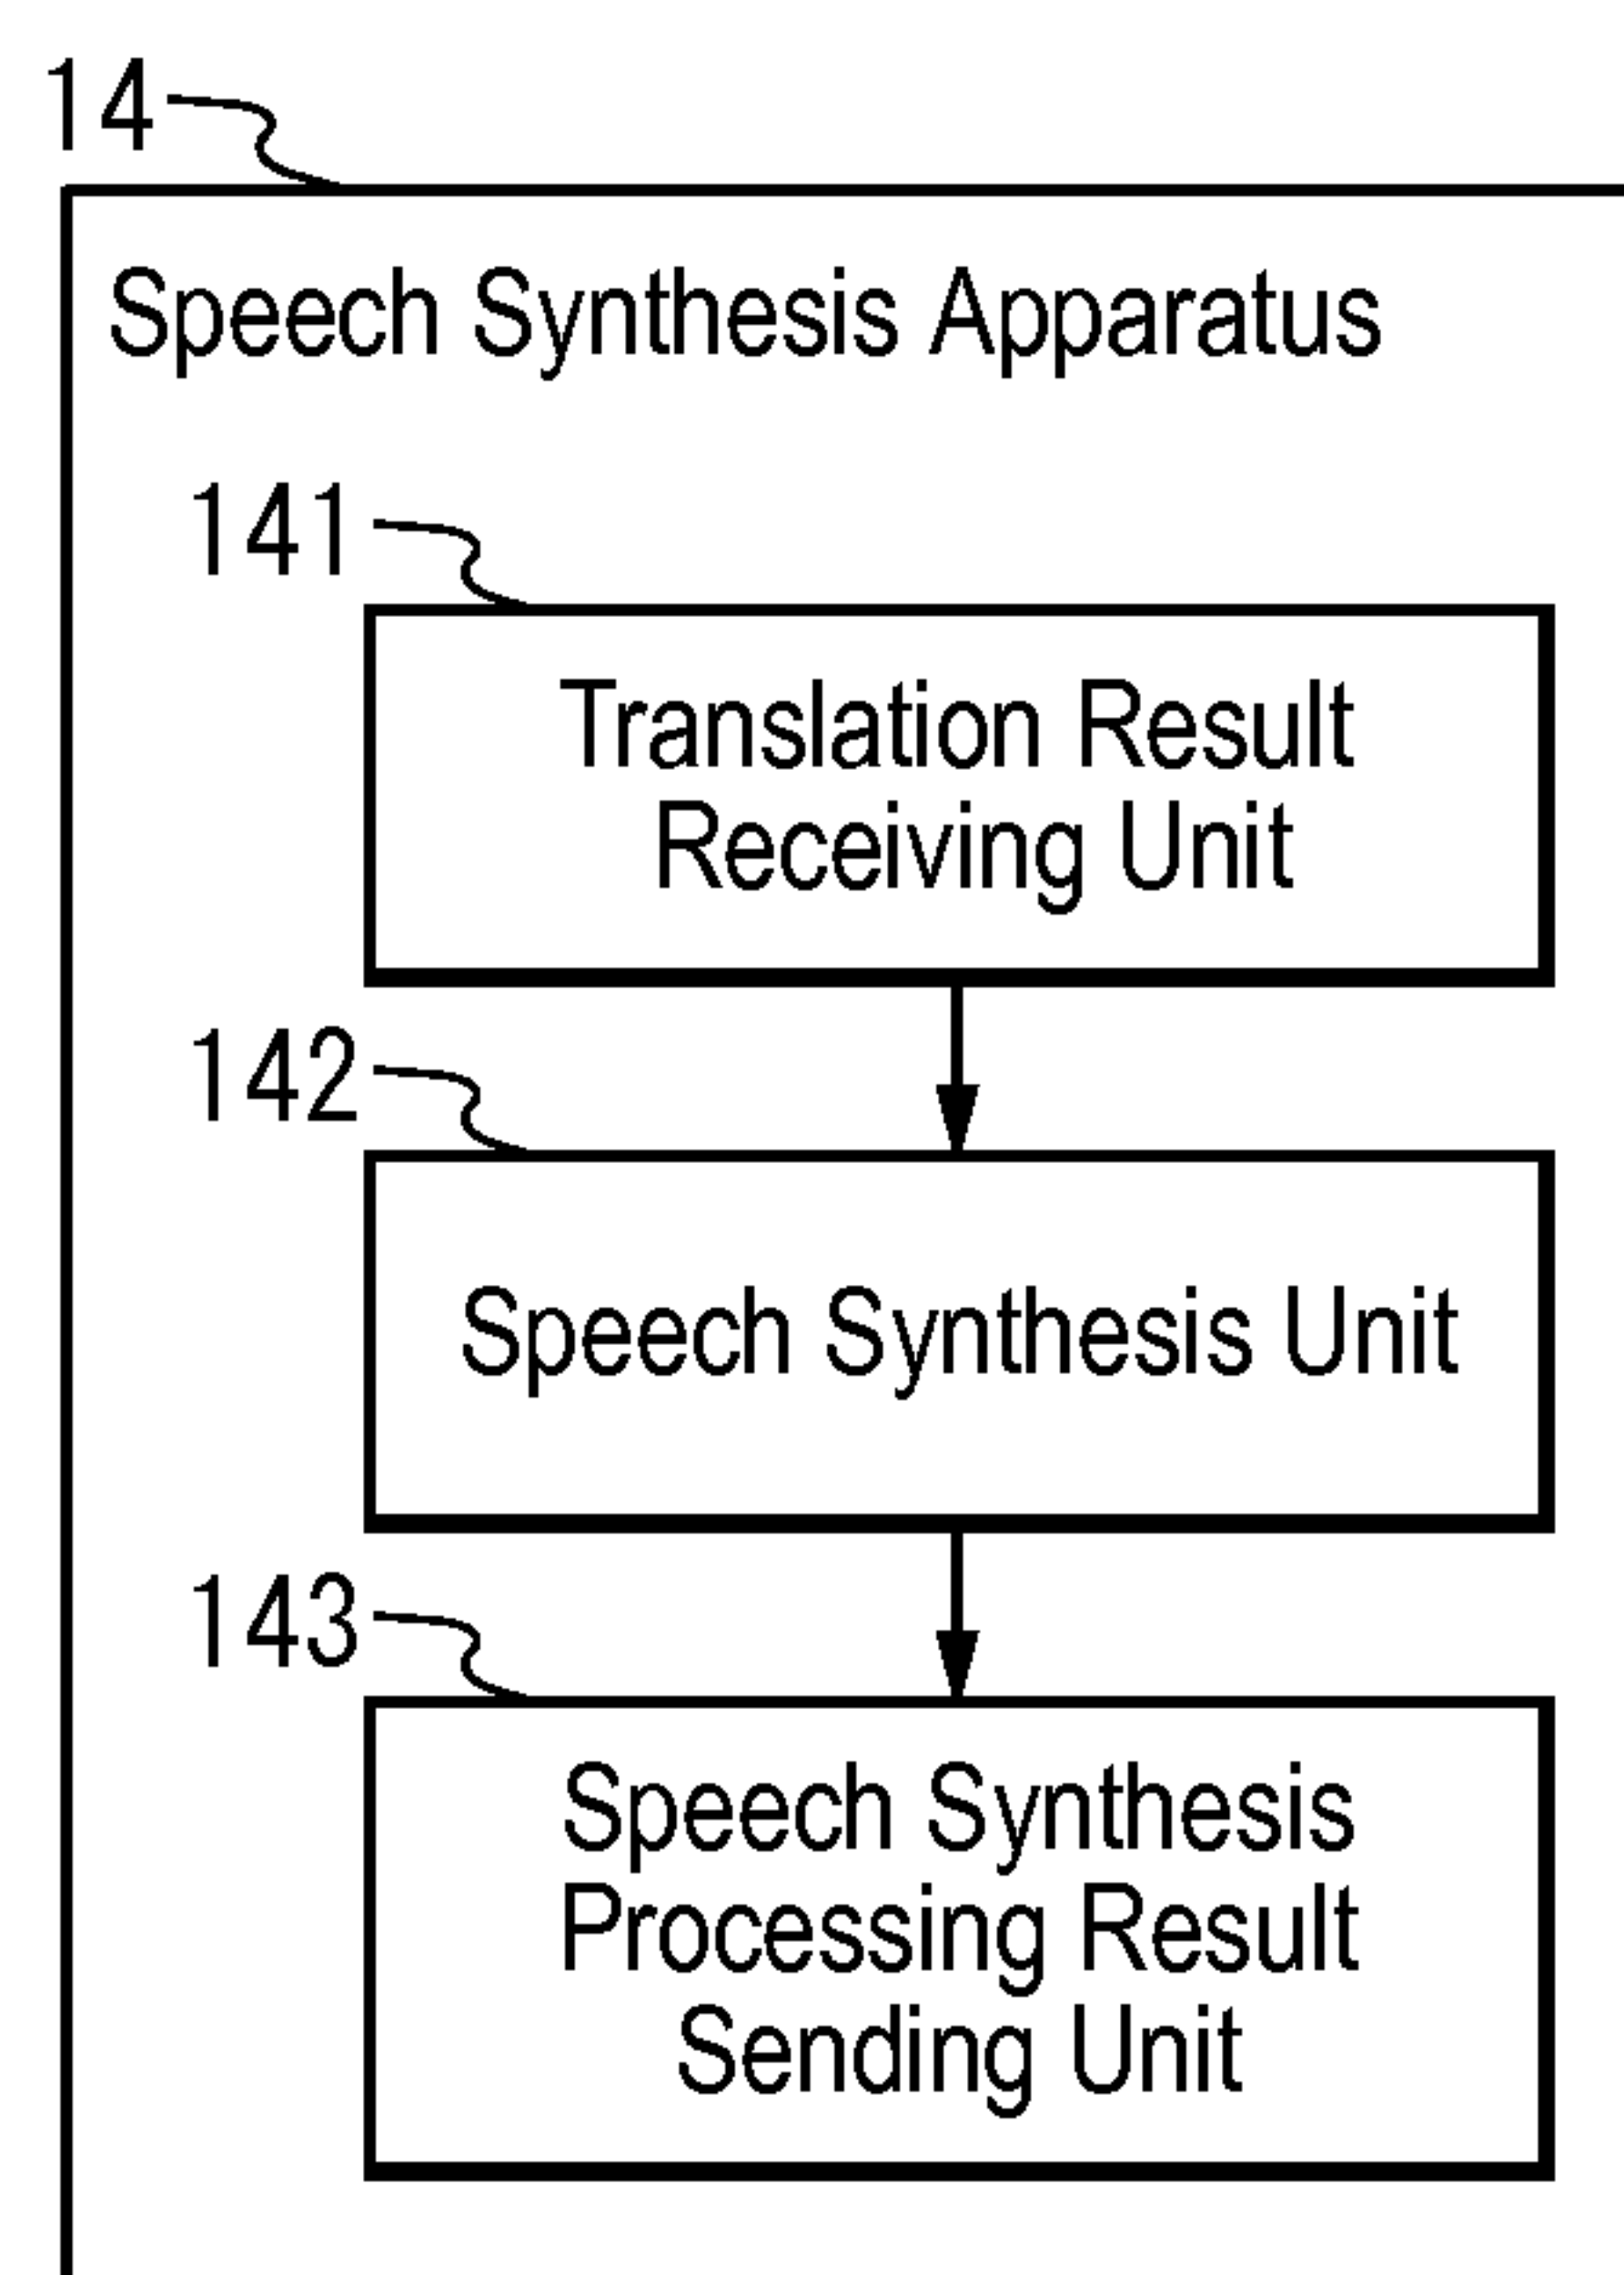 14
Speech Synthesis Apparatus
141
Translation Result
Receiving Unit
142
Speech Synthesis Unit
143
Speech Synthesis
Processing Result
Sending Unit